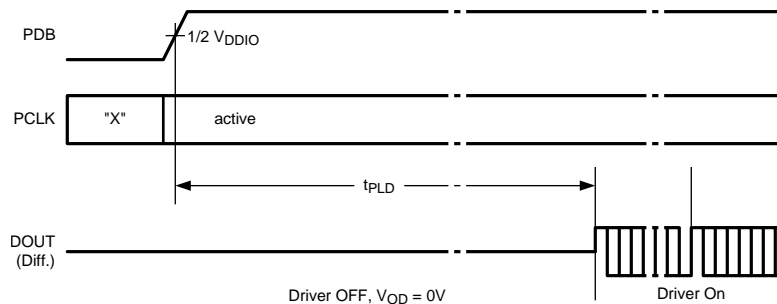 PDB
1/2 VDDIO
PCLK
"X"
active
tPLD
DOUT
(Diff.)
Driver OFF, VOD = 0V
Driver On